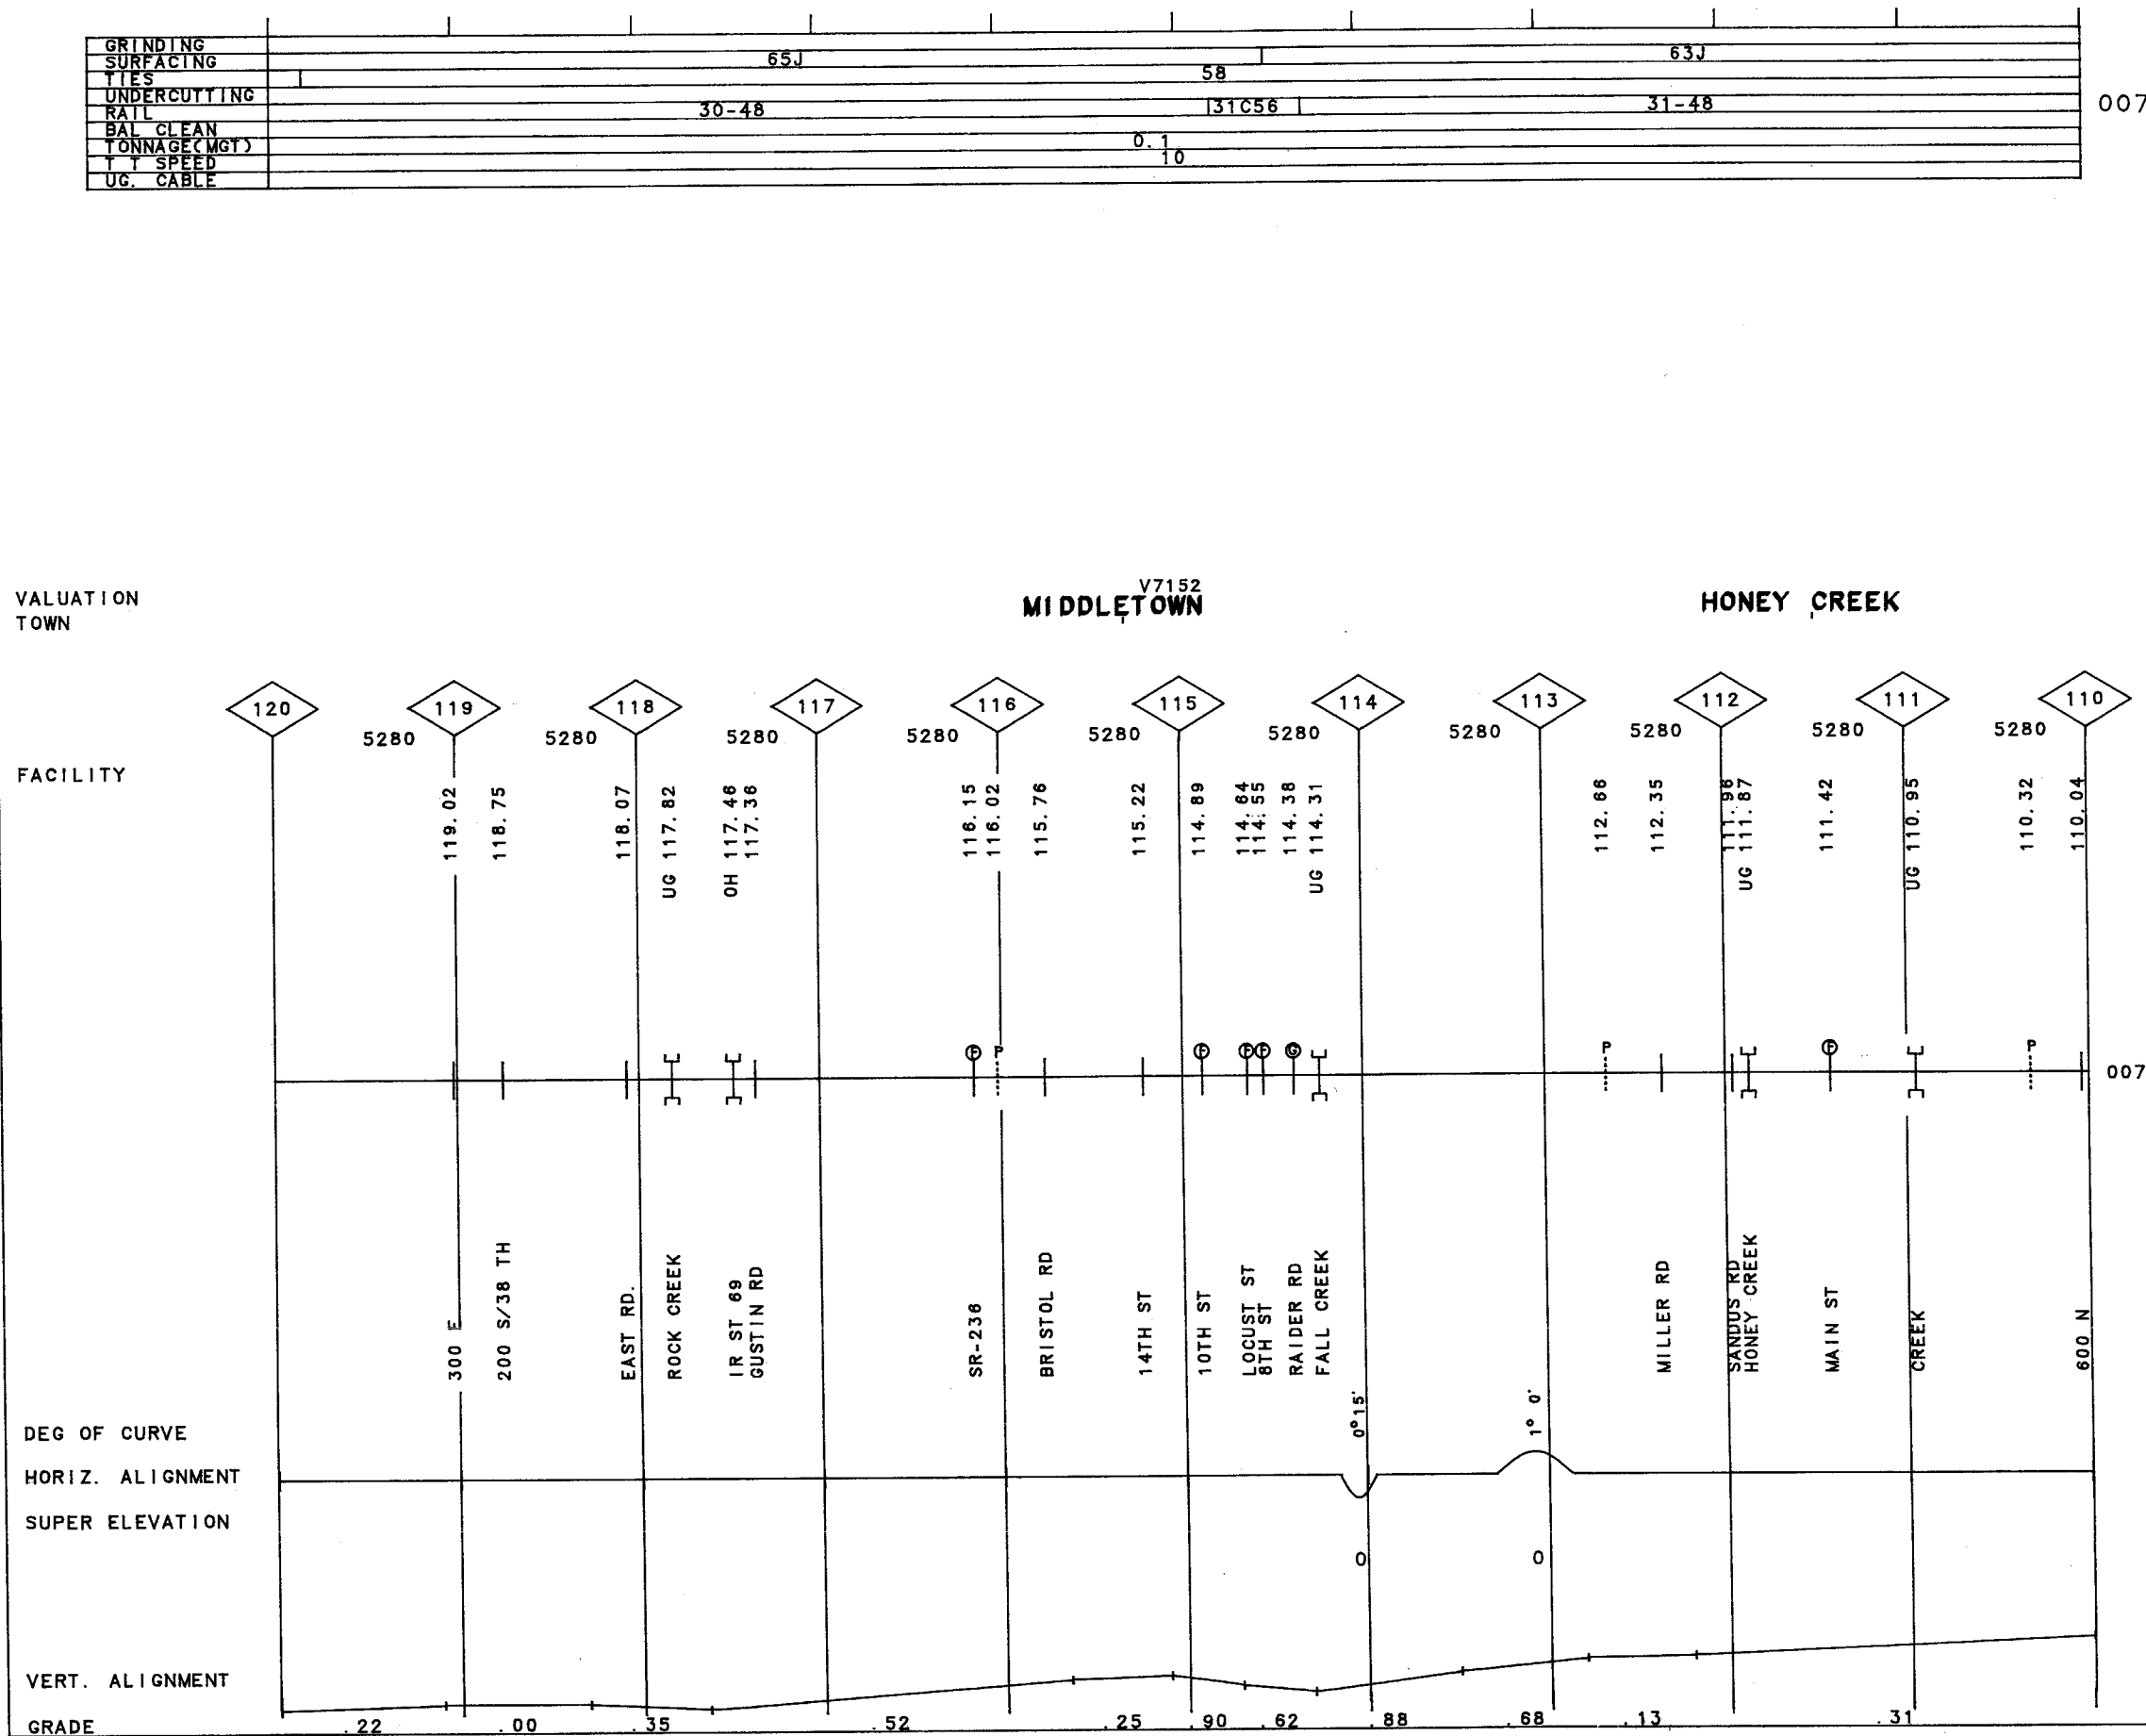 GRINDING
SURFACING 65J 63J
TIES 58
UNDERCUTTING
RAIL 30-48 31C56 31-48 007
BAL CLEAN
TONNAGE(MGT) 0.1
T T SPEED 10
UG. CABLE
VALUATION V7152
TOWN MIDDLETOWN HONEY CREEK
120 119 118 117 116 115 114 113 112 111 110
5280 5280 5280 5280 5280 5280 5280 5280 5280 5280
FACILITY
119.02
118.75
118.07
UG 117.82
OH 117.46
117.36
116.15
116.02
115.76
115.22
114.89
114.64
114.55
114.38
UG 114.31
112.66
112.35
111.96
UG 111.87
111.42
UG 110.95
110.32
110.04
F P F F F G P F P 007
300 E
200 S/38 TH
EAST RD.
ROCK CREEK
IR ST 69
GUSTIN RD
SR-236
BRISTOL RD
14TH ST
10TH ST
LOCUST ST
8TH ST
RAIDER RD
FALL CREEK
MILLER RD
SANDUS RD
HONEY CREEK
MAIN ST
CREEK
600 N
DEG OF CURVE 0°15' 1° 0'
HORIZ. ALIGNMENT
SUPER ELEVATION
0 0
VERT. ALIGNMENT
GRADE .22 .00 .35 .52 .25 .90 .62 .88 .68 .13 .31